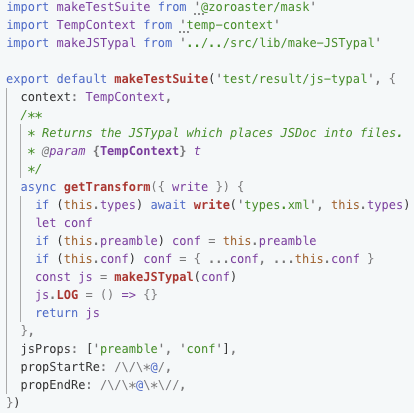 import makeTestSuite from '@zoroaster/mask'
import TempContext from 'temp-context'
import makeJSTypal from '../../src/lib/make-JSTypal'
export default makeTestSuite('test/result/js-typal', {
context: TempContext,
/**
* Returns the JSTypal which places JSDoc into files.
* @param {TempContext} t
*/
async getTransform({ write }) {
if (this.types) await write('types.xml', this.types)
let conf
if (this.preamble) conf = this.preamble
if (this.conf) conf = { ...conf, ...this.conf }
const js = makeJSTypal(conf)
js.LOG = () => {}
return js
},
jsProps: ['preamble', 'conf'],
propStartRe: /\/\*@/,
propEndRe: /\/\*@\*\//,
})